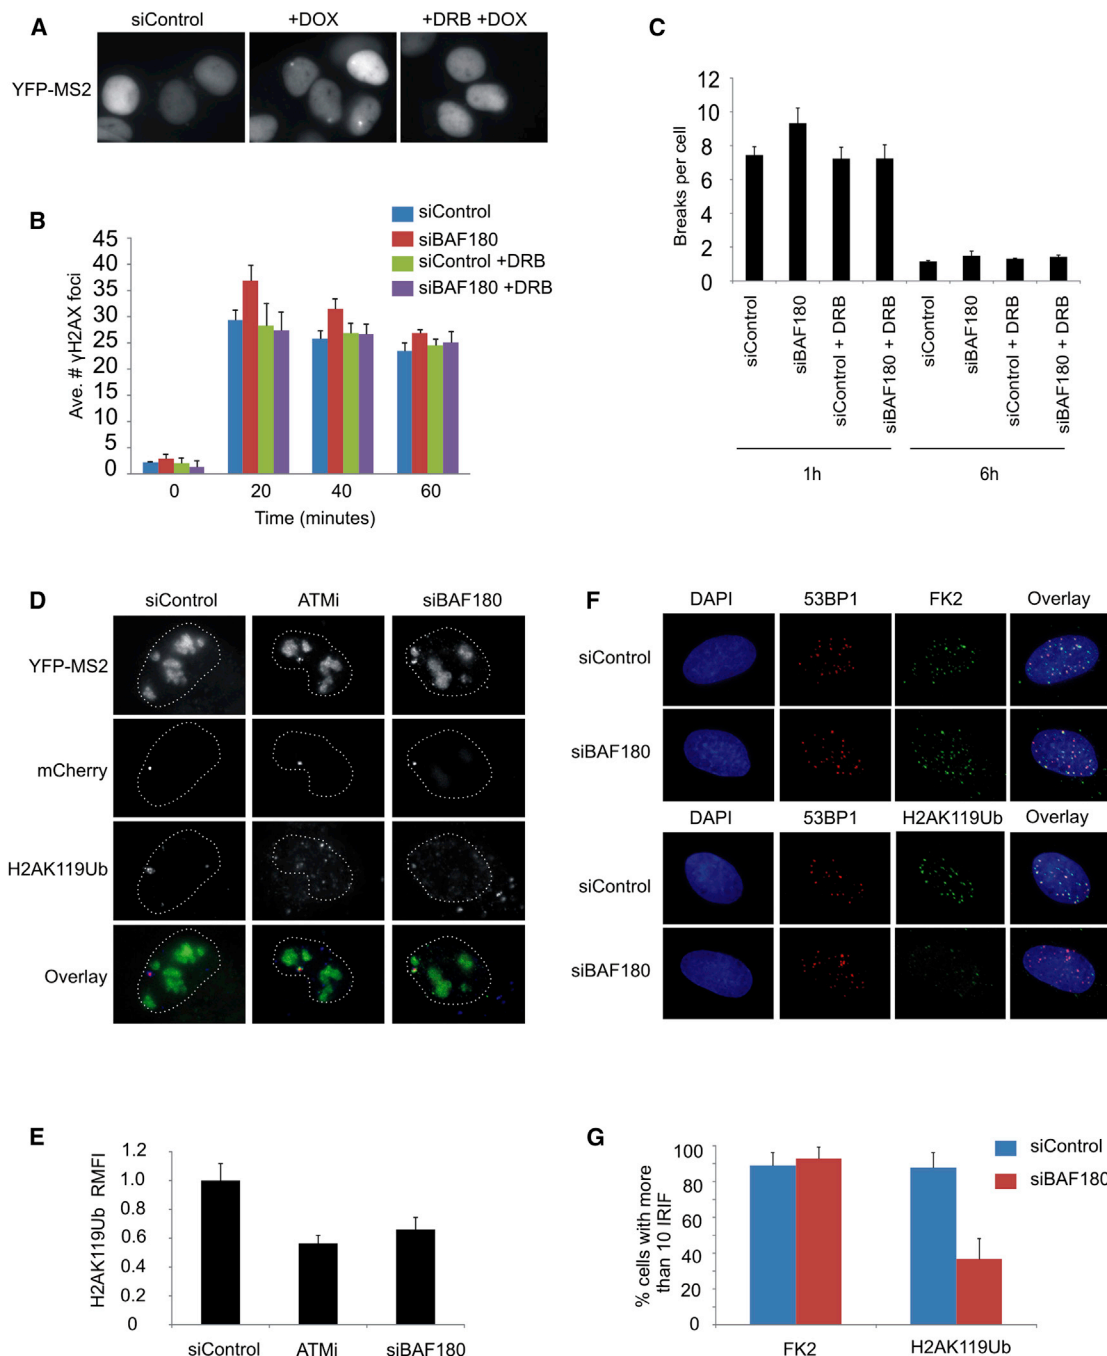 A
siControl
+DOX
+DRB +DOX
YFP-MS2
B
siControl
siBAF180
siControl +DRB
siBAF180 +DRB
Ave. # γH2AX foci
45
40
35
30
25
20
15
10
5
0
0
20
40
60
Time (minutes)
C
Breaks per cell
12
10
8
6
4
2
0
siControl
siBAF180
siControl + DRB
siBAF180 + DRB
siControl
siBAF180
siControl + DRB
siBAF180 + DRB
1h
6h
D
siControl
ATMi
siBAF180
YFP-MS2
mCherry
H2AK119Ub
Overlay
F
DAPI
53BP1
FK2
Overlay
siControl
siBAF180
DAPI
53BP1
H2AK119Ub
Overlay
siControl
siBAF180
E
H2AK119Ub RMFI
1.2
1.0
0.8
0.6
0.4
0.2
0
siControl
ATMi
siBAF180
G
% cells with more
than 10 IRIF
100
80
60
40
20
0
FK2
H2AK119Ub
siControl
siBAF180